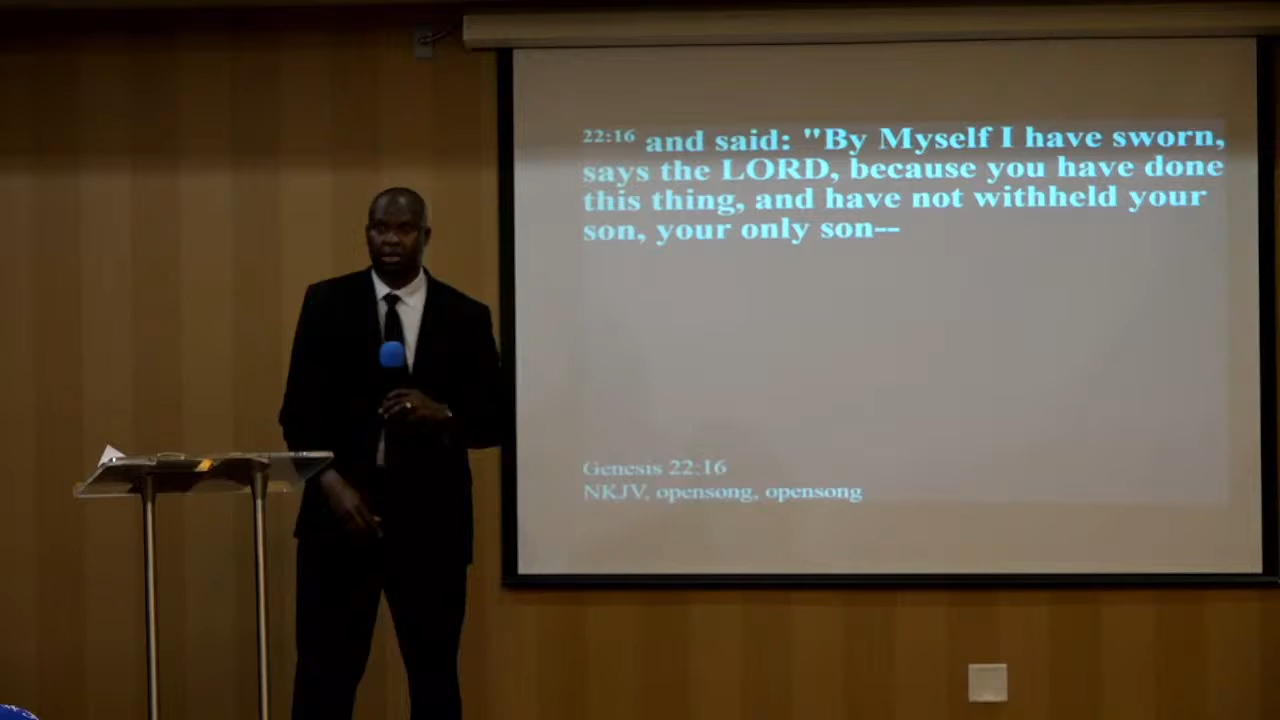 22:16 and said: "By Myself I have sworn,
says the LORD, because you have done
this thing, and have not withheld your
son, your only son--
Genesis 22:16
NKJV, opensong, opensong